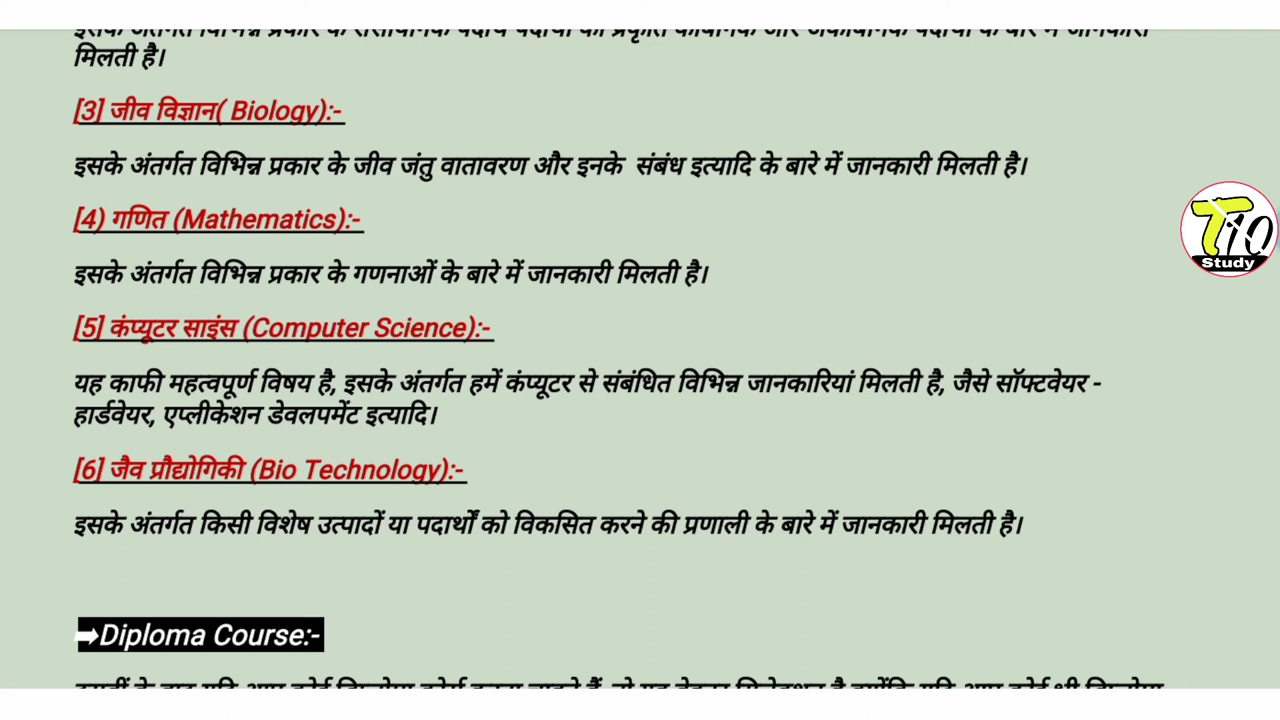 मिलती है।
[3] जीव विज्ञान( Biology):-
इसके अंतर्गत विभिन्न प्रकार के जीव जंतु वातावरण और इनके संबंध इत्यादि के बारे में जानकारी मिलती है।
[4) गणित (Mathematics):-
इसके अंतर्गत विभिन्न प्रकार के गणनाओं के बारे में जानकारी मिलती है।
[5] कंप्यूटर साइंस (Computer Science):-
यह काफी महत्वपूर्ण विषय है, इसके अंतर्गत हमें कंप्यूटर से संबंधित विभिन्न जानकारियां मिलती है, जैसे सॉफ्टवेयर -
हार्डवेयर, एप्लीकेशन डेवलपमेंट इत्यादि।
[6] जैव प्रौद्योगिकी (Bio Technology):-
इसके अंतर्गत किसी विशेष उत्पादों या पदार्थों को विकसित करने की प्रणाली के बारे में जानकारी मिलती है।
➡Diploma Course:-
T10
Study